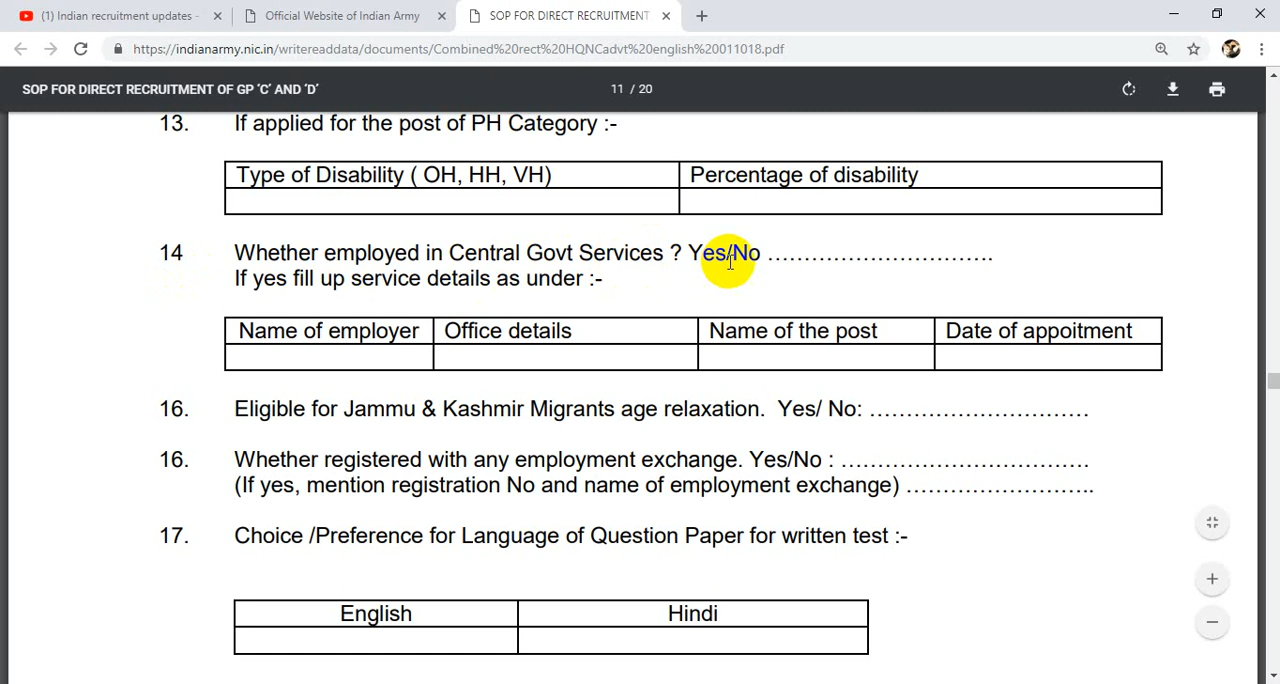 (1) Indian recruitment updates -
Official Website of Indian Army
SOP FOR DIRECT RECRUITMENT
https://indianarmy.nic.in/writereaddata/documents/Combined%20rect%20HQNCadvt%20english%20011018.pdf
SOP FOR DIRECT RECRUITMENT OF GP 'C' AND 'D'
11 / 20
13. If applied for the post of PH Category :-
Type of Disability ( OH, HH, VH) Percentage of disability
14 Whether employed in Central Govt Services ? Yes/No ...............................
If yes fill up service details as under :-
Name of employer Office details Name of the post Date of appoitment
16. Eligible for Jammu & Kashmir Migrants age relaxation. Yes/ No: ..............................
16. Whether registered with any employment exchange. Yes/No : ..................................
(If yes, mention registration No and name of employment exchange) ..........................
17. Choice /Preference for Language of Question Paper for written test :-
English Hindi